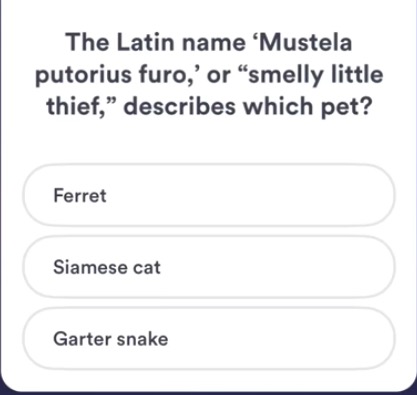 The Latin name ‘Mustela
putorius furo,’ or “smelly little
thief,” describes which pet?
Ferret
Siamese cat
Garter snake